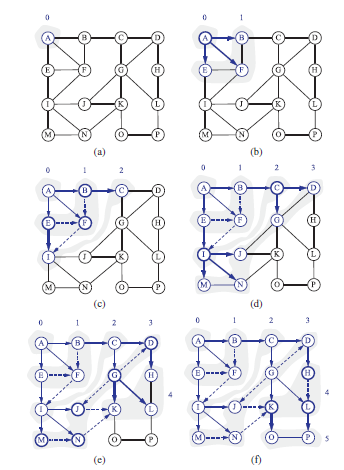 0
A B C D
E F G H
I J K L
M N O P
(a)
0 1
A B C D
E F G H
I J K L
M N O P
(b)
0 1 2
A B C D
E F G H
I J K L
M N O P
(c)
0 1 2 3
A B C D
E F G H
I J K L
M N O P
(d)
0 1 2 3
A B C D
E F G H
4
I J K L
M N O P
(e)
0 1 2 3
A B C D
E F G H
4
I J K L
M N O P 5
(f)